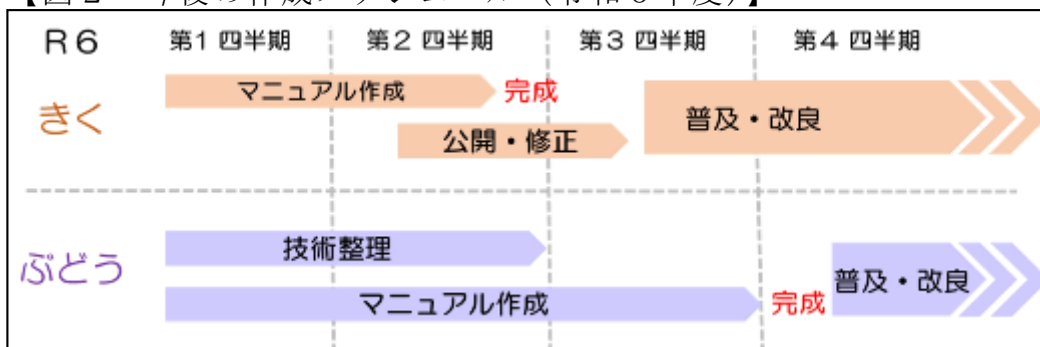 R6 第1四半期 第2四半期 第3四半期 第4四半期
きく
マニュアル作成 完成
公開・修正
普及・改良
ぶどう
技術整理
マニュアル作成 完成
普及・改良